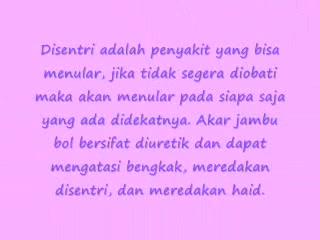 Disentri adalah penyakit yang bisa
menular, jika tidak segera diobati
maka akan menular pada siapa saja
yang ada didekatnya. Akar jambu
bol bersifat diuretik dan dapat
mengatasi bengkak, meredakan
disentri, dan meredakan haid.